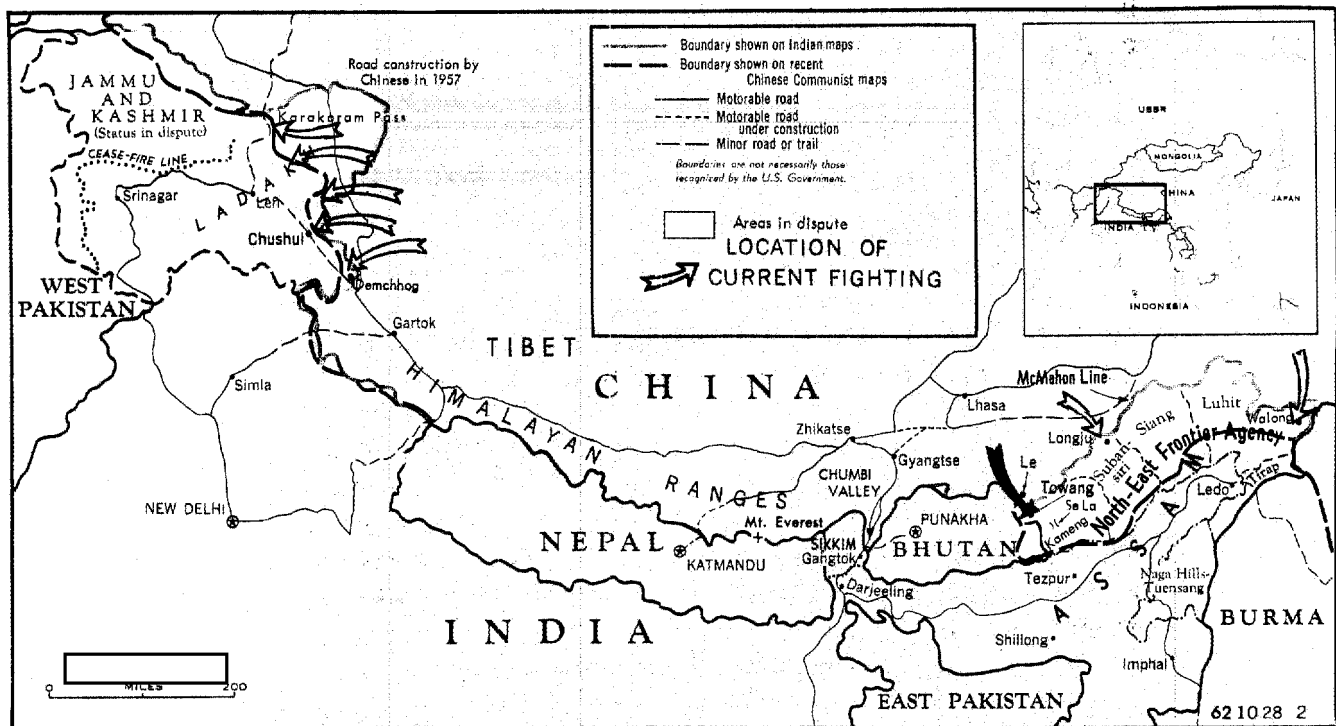 JAMMU
AND
KASHMIR
(Status in dispute)
CEASE-FIRE LINE
Srinagar
LADAKH
Leh
Chushul
Demchhog
WEST
PAKISTAN
Road construction by
Chinese in 1957
Karakoram Pass
Gartok
Simla
NEW DELHI
Boundary shown on Indian maps
Boundary shown on recent
Chinese Communist maps
Motorable road
Motorable road
under construction
Minor road or trail
Boundaries are not necessarily those
recognized by the U.S. Government.
Areas in dispute
LOCATION OF
CURRENT FIGHTING
USSR
MONGOLIA
CHINA
JAPAN
INDIA
INDONESIA
TIBET
CHINA
HIMALAYAN RANGES
McMahon Line
Lhasa
Zhikatse
Gyangtse
CHUMBI
VALLEY
Mt. Everest
NEPAL
KATMANDU
SIKKIM
Gangtok
Darjeeling
PUNAKHA
BHUTAN
Le
Towang
Se La
Kameng
Longju
Suban
siri
Siang
Luhit
Walong
North-East Frontier Agency
Ledo
Tirap
ASSAM
Tezpur
Naga Hills-
Tuensang
Shillong
Imphal
BURMA
INDIA
EAST PAKISTAN
0 MILES 200
621028 2